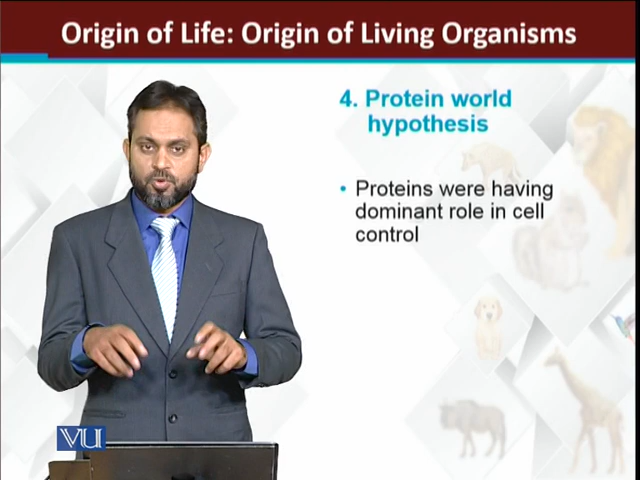 Origin of Life: Origin of Living Organisms
4. Protein world
hypothesis
• Proteins were having
dominant role in cell
control
VU